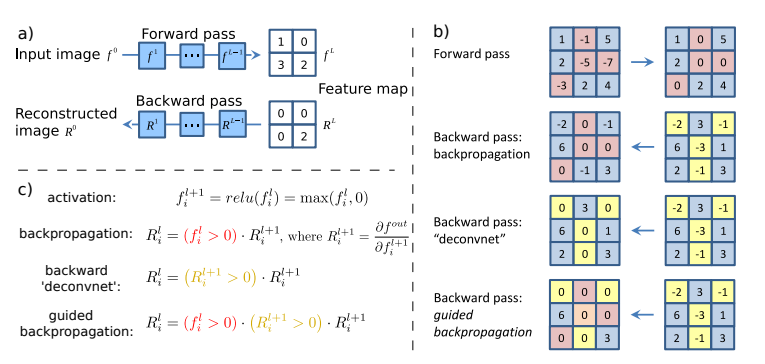 a)
Forward pass
Input image f^0 f^1 ... f^{L-1} f^L
1 0
3 2
Feature map
Backward pass
Reconstructed image R^0 R^1 ... R^{L-1} R^L
0 0
0 2
b)
Forward pass
1 -1 5
2 -5 -7
-3 2 4
1 0 5
2 0 0
0 2 4
Backward pass:
backpropagation
-2 0 -1
6 0 0
0 -1 3
-2 3 -1
6 -3 1
2 -1 3
Backward pass:
“deconvnet”
0 3 0
6 0 1
2 0 3
-2 3 -1
6 -3 1
2 -1 3
Backward pass:
guided
backpropagation
0 0 0
6 0 0
0 0 3
-2 3 -1
6 -3 1
2 -1 3
c)
activation: f_i^{l+1} = relu(f_i^l) = max(f_i^l, 0)
backpropagation: R_i^l = (f_i^l > 0) · R_i^{l+1}, where R_i^{l+1} = ∂f^{out} / ∂f_i^{l+1}
backward
'deconvnet': R_i^l = (R_i^{l+1} > 0) · R_i^{l+1}
guided
backpropagation: R_i^l = (f_i^l > 0) · (R_i^{l+1} > 0) · R_i^{l+1}